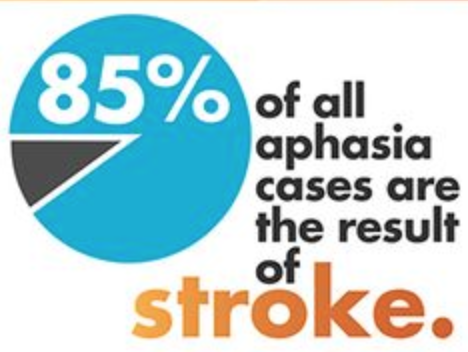 85%
of all
aphasia
cases are
the result
of
stroke.